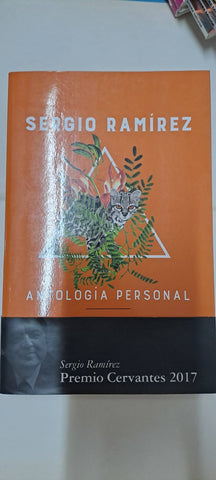 SERGIO RAMÍREZ
ANTOLOGÍA PERSONAL
Sergio Ramírez
Premio Cervantes 2017